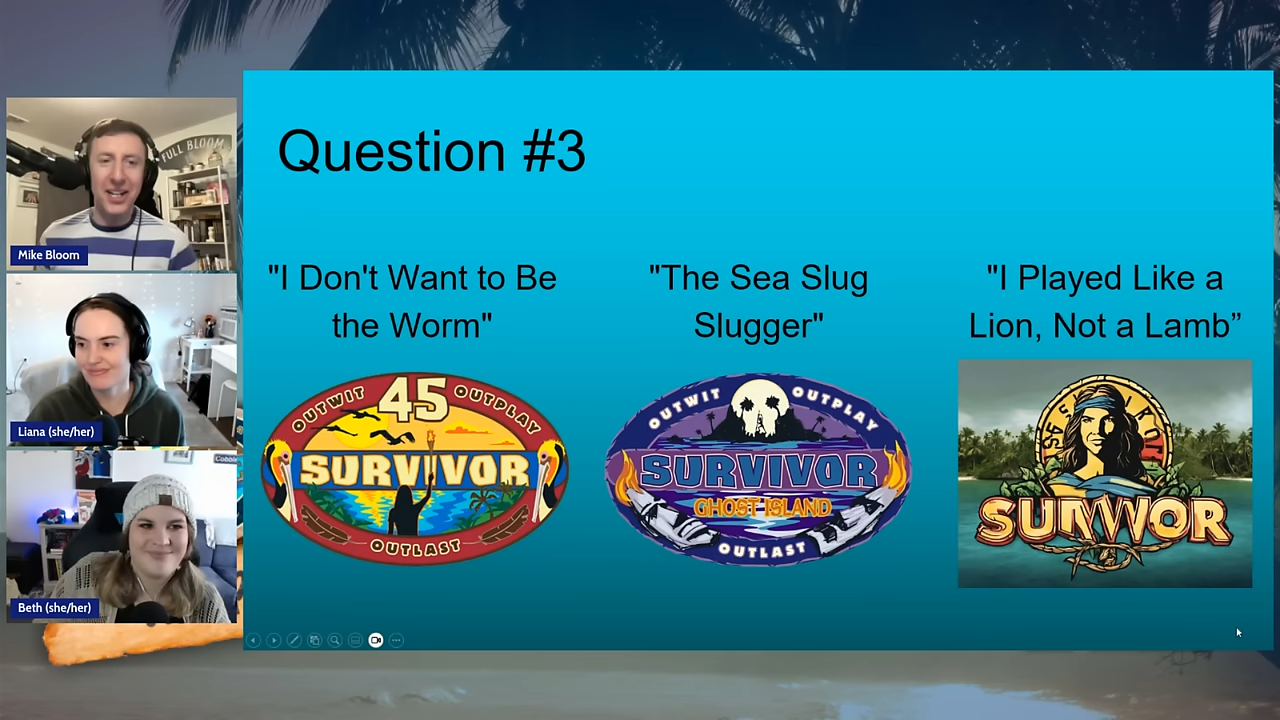 FULL BLOOM
Mike Bloom
Liana (she/her)
Beth (she/her)
Question #3
"I Don't Want to Be
the Worm"
"The Sea Slug
Slugger"
"I Played Like a
Lion, Not a Lamb”
45
OUTWIT OUTPLAY
SURVIVOR
OUTLAST
OUTWIT OUTPLAY
SURVIVOR
GHOST ISLAND
OUTLAST